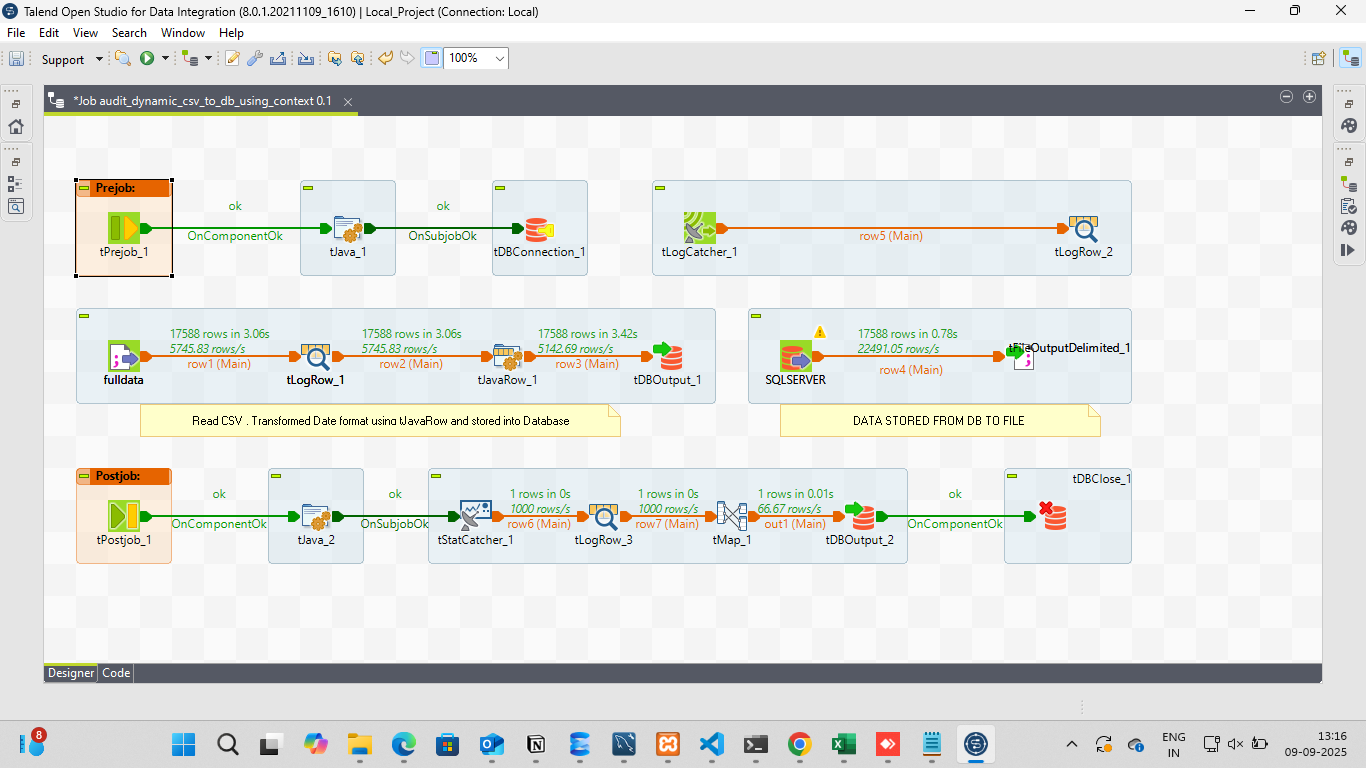 Talend Open Studio for Data Integration (8.0.1.20211109_1610) | Local_Project (Connection: Local)
File Edit View Search Window Help
Support 100%
*Job audit_dynamic_csv_to_db_using_context 0.1
Prejob:
ok
OnComponentOk
tPrejob_1
tJava_1
ok
OnSubjobOk
tDBConnection_1
tLogCatcher_1
row5 (Main)
tLogRow_2
17588 rows in 3.06s
5745.83 rows/s
row1 (Main)
fulldata
tLogRow_1
17588 rows in 3.06s
5745.83 rows/s
row2 (Main)
tJavaRow_1
17588 rows in 3.42s
5142.69 rows/s
row3 (Main)
tDBOutput_1
SQLSERVER
17588 rows in 0.78s
22491.05 rows/s
row4 (Main)
tFileOutputDelimited_1
Read CSV . Transformed Date format using tJavaRow and stored into Database
DATA STORED FROM DB TO FILE
Postjob:
ok
OnComponentOk
tPostjob_1
tJava_2
ok
OnSubjobOk
tStatCatcher_1
1 rows in 0s
1000 rows/s
row6 (Main)
tLogRow_3
1 rows in 0s
1000 rows/s
row7 (Main)
tMap_1
1 rows in 0.01s
66.67 rows/s
out1 (Main)
tDBOutput_2
ok
OnComponentOk
tDBClose_1
Designer Code
8
ENG
IN
13:16
09-09-2025